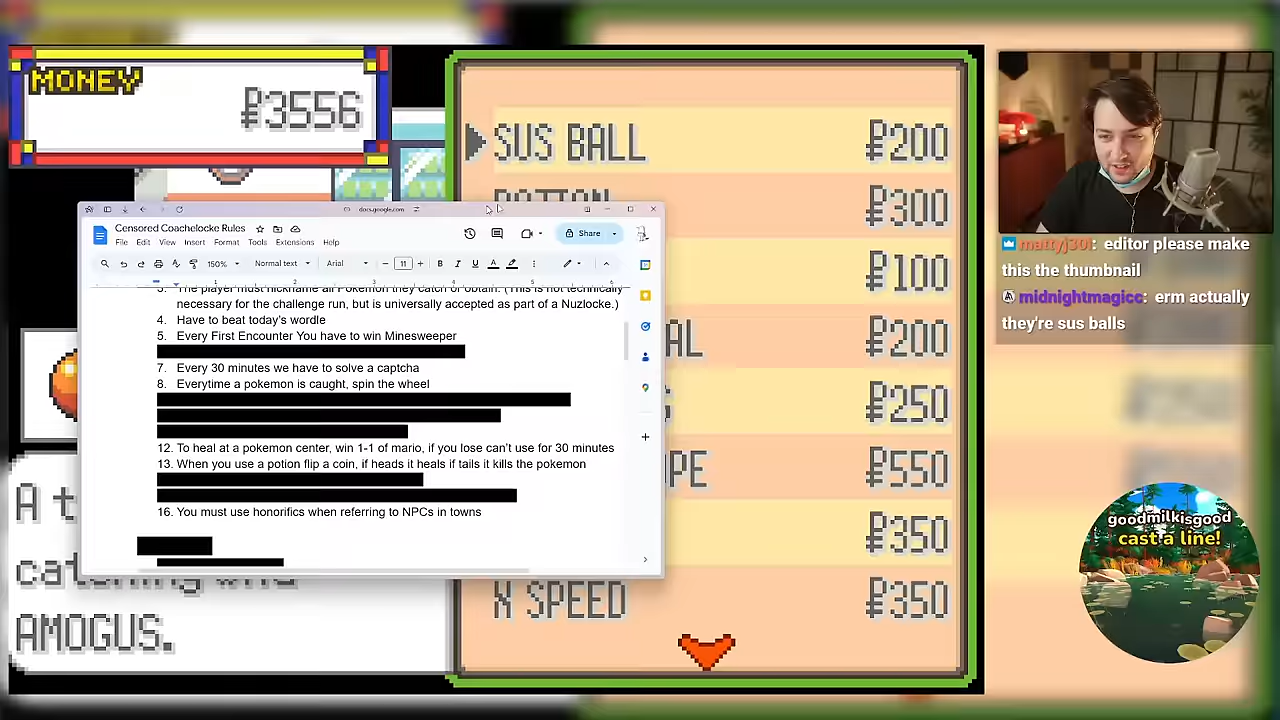 MONEY
₽3556
SUS BALL ₽200
₽300
₽100
₽200
₽250
₽550
₽350
X SPEED ₽350
docs.google.com
Censored Coachelocke Rules
File Edit View Insert Format Tools Extensions Help
Share
150% Normal text Arial 11
necessary for the challenge run, but is universally accepted as part of a Nuzlocke.)
4. Have to beat today's wordle
5. Every First Encounter You have to win Minesweeper
7. Every 30 minutes we have to solve a captcha
8. Everytime a pokemon is caught, spin the wheel
12. To heal at a pokemon center, win 1-1 of mario, if you lose can't use for 30 minutes
13. When you use a potion flip a coin, if heads it heals if tails it kills the pokemon
16. You must use honorifics when referring to NPCs in towns
AMOGUS.
mattyj30!: editor please make
this the thumbnail
midnightmagicc: erm actually
they're sus balls
goodmilkisgood
cast a line!